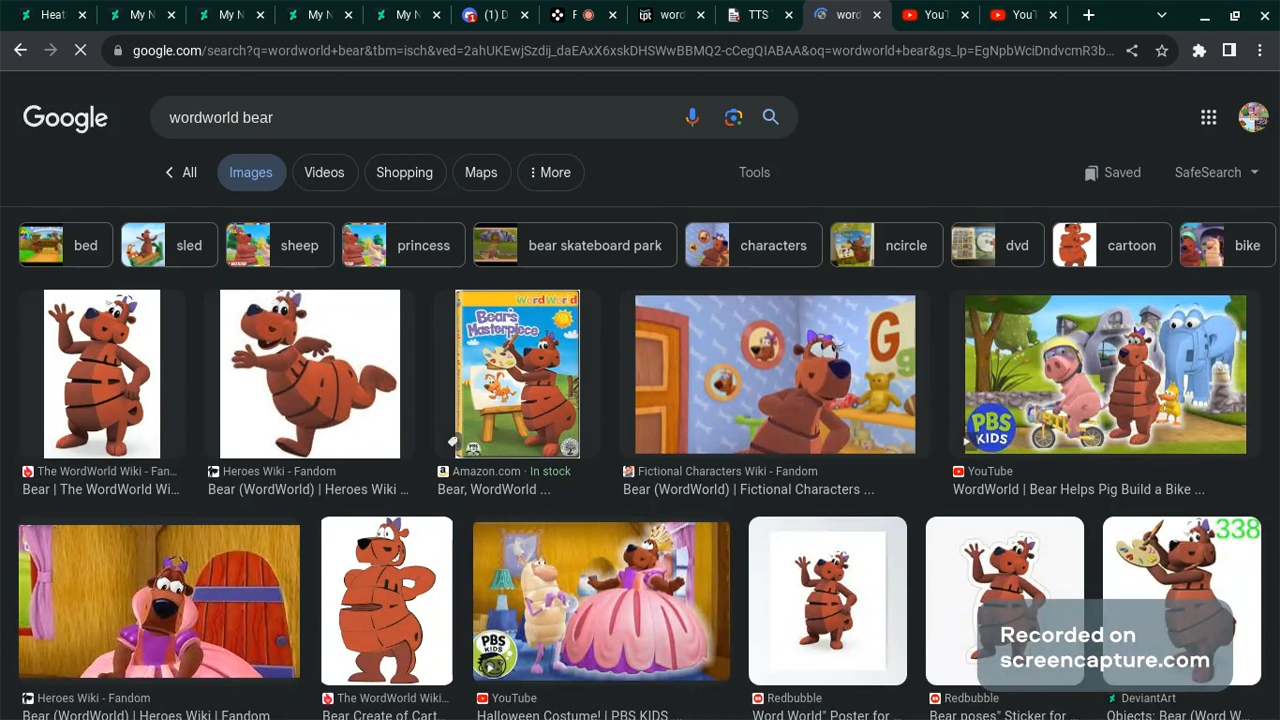 Heat
My N
My N
My N
My N
(1) D
F
word
TTS
word
YouT
YouT
google.com/search?q=wordworld+bear&tbm=isch&ved=2ahUKEwjSzdij_daEAxX6xskDHSWwBBMQ2-cCegQIABAA&oq=wordworld+bear&gs_lp=EgNpbWciDndvcmR3b...
Google
wordworld bear
All
Images
Videos
Shopping
Maps
More
Tools
Saved
SafeSearch
bed
sled
sheep
princess
bear skateboard park
characters
ncircle
dvd
cartoon
bike
WordWorld
Bear's
Masterpiece
G
PBS
KIDS
The WordWorld Wiki - Fan...
Bear | The WordWorld Wi...
Heroes Wiki - Fandom
Bear (WordWorld) | Heroes Wiki ...
Amazon.com · In stock
Bear, WordWorld ...
Fictional Characters Wiki - Fandom
Bear (WordWorld) | Fictional Characters ...
YouTube
WordWorld | Bear Helps Pig Build a Bike ...
PBS
KIDS
338
Recorded on
screencapture.com
Heroes Wiki - Fandom
Bear (WordWorld) | Heroes Wiki | Fandom
The WordWorld Wiki...
Bear Create of Cart...
YouTube
Halloween Costume! | PBS KIDS ...
Redbubble
Word World" Poster for ...
Redbubble
Bear poses" Sticker for ...
DeviantArt
Objects: Bear (Word W...